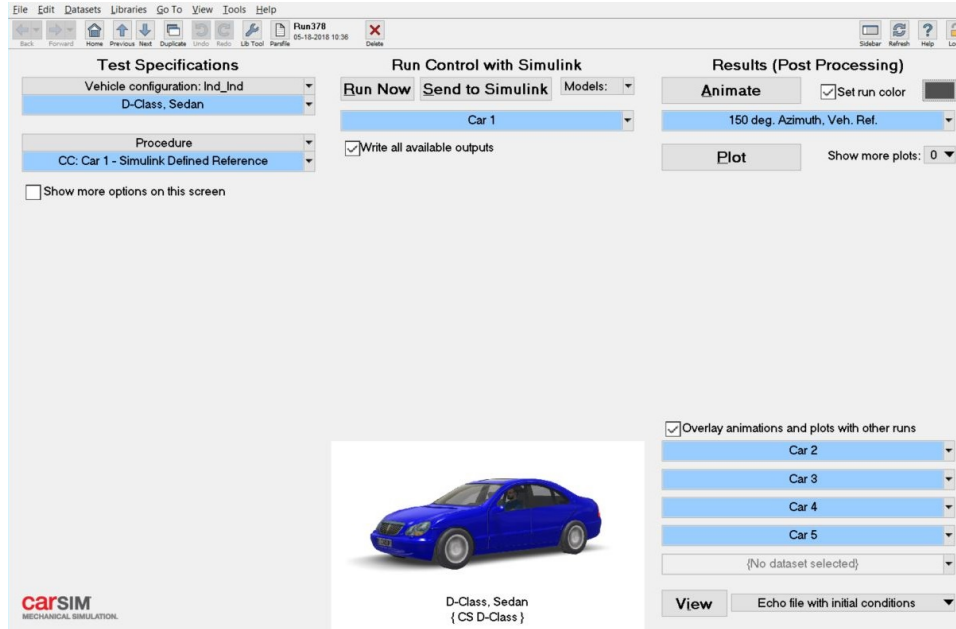 File Edit Datasets Libraries Go To View Tools Help
Back Forward Home Previous Next Duplicate Undo Redo Lib Tool Parsfile
Run378
05-18-2018 10:36
Delete
Sidebar Refresh Help
Test Specifications
Vehicle configuration: Ind_Ind
D-Class, Sedan
Procedure
CC: Car 1 - Simulink Defined Reference
Show more options on this screen
Run Control with Simulink
Run Now Send to Simulink Models:
Car 1
Write all available outputs
Results (Post Processing)
Animate Set run color
150 deg. Azimuth, Veh. Ref.
Plot Show more plots: 0
Overlay animations and plots with other runs
Car 2
Car 3
Car 4
Car 5
{No dataset selected}
View Echo file with initial conditions
D-Class, Sedan
{ CS D-Class }
carSIM
MECHANICAL SIMULATION.